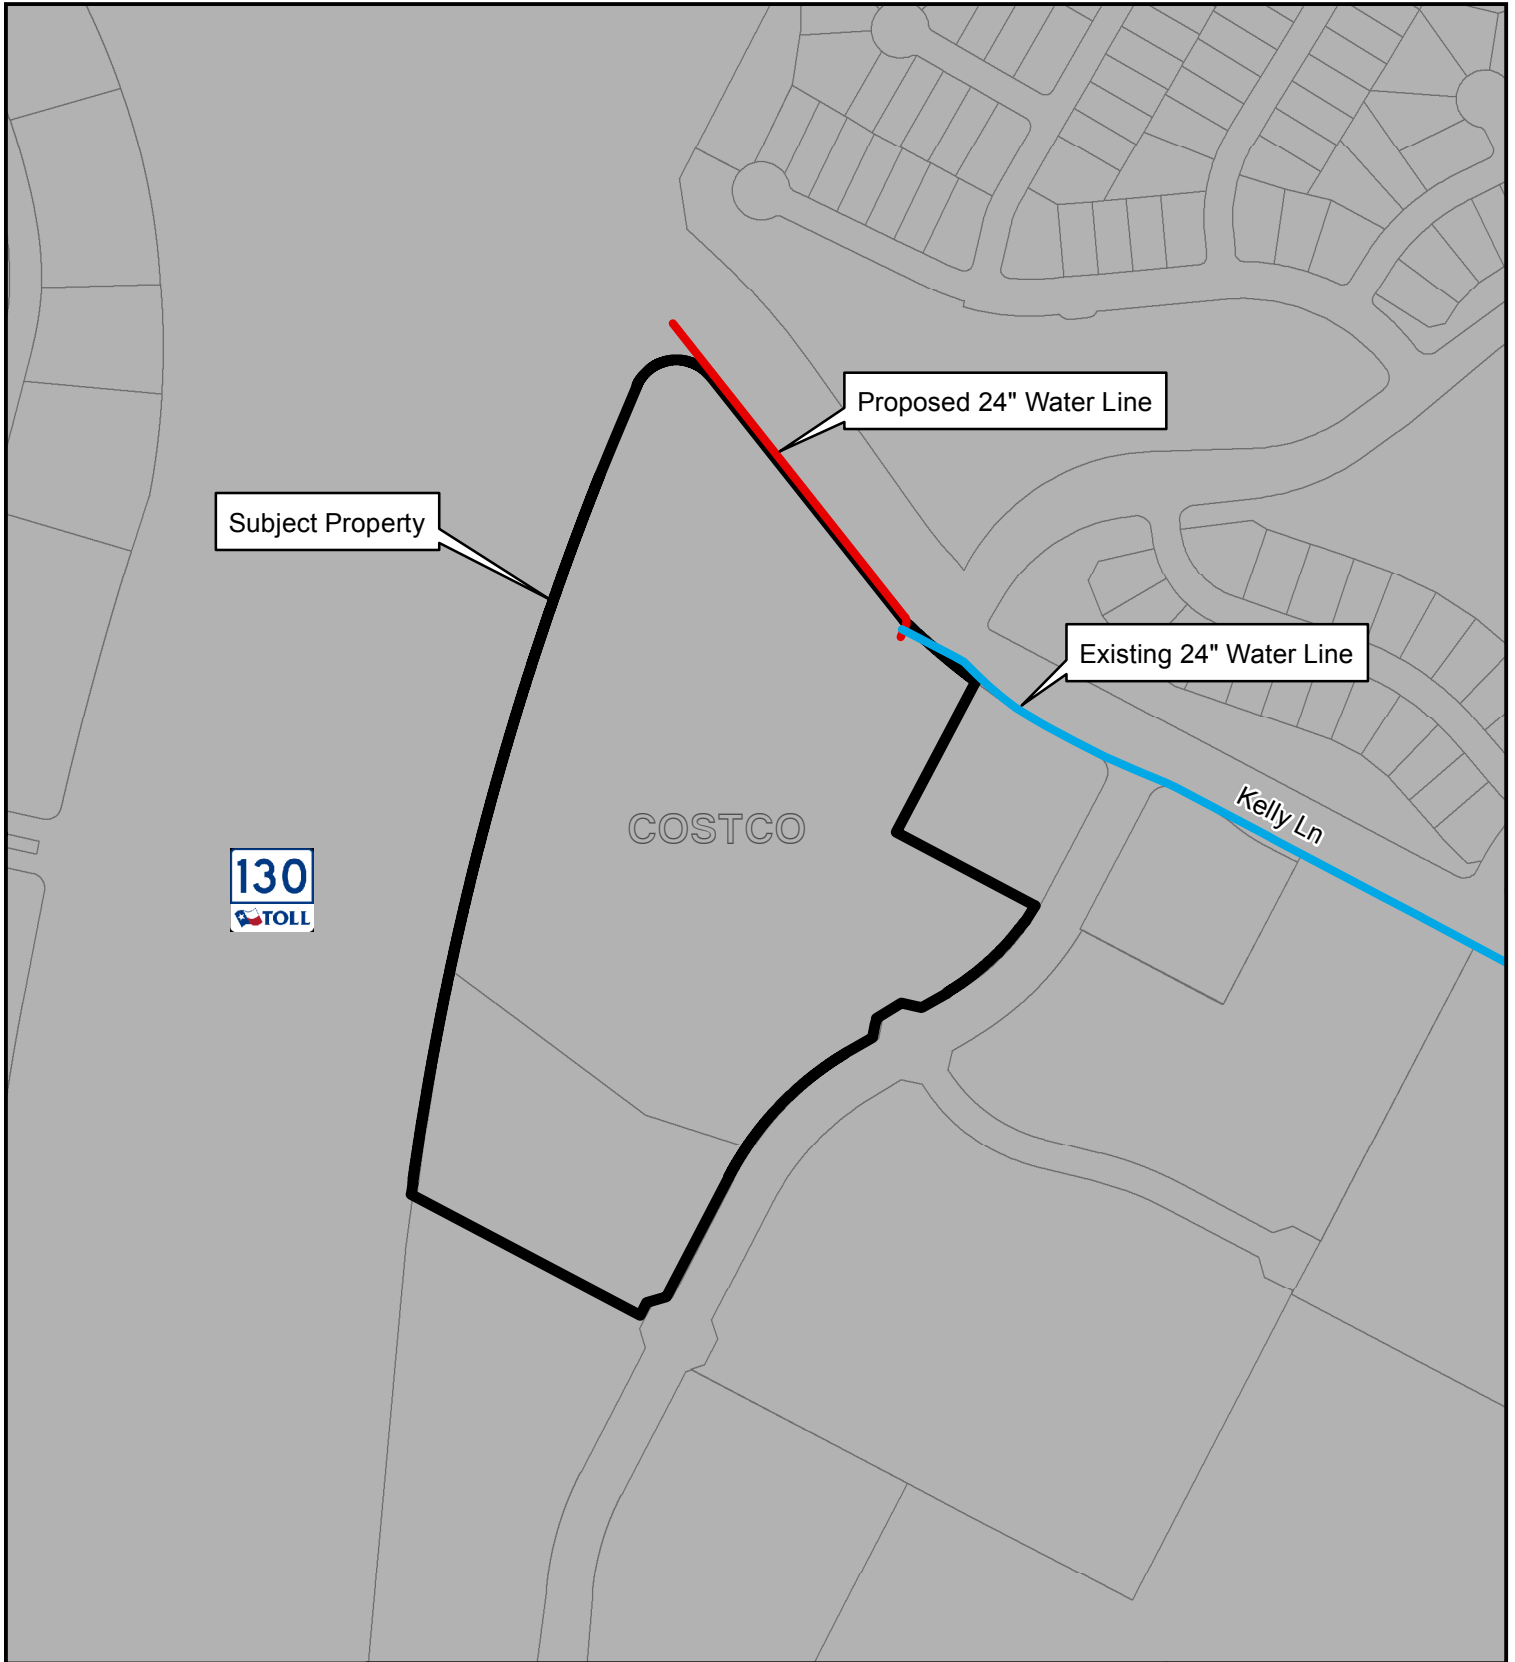 Proposed 24" Water Line
Subject Property
Existing 24" Water Line
Kelly Ln
COSTCO
130
TOLL